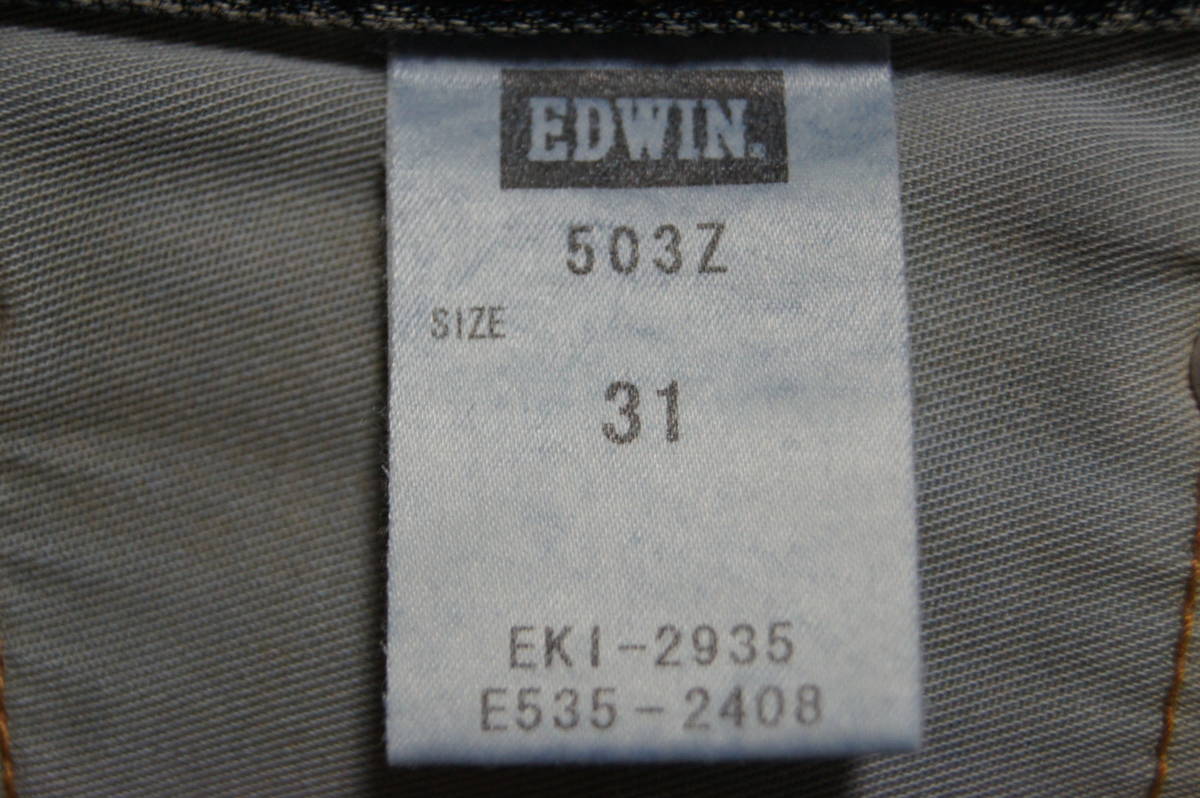 EDWIN.
503Z
SIZE
31
EKI-2935
E535-2408